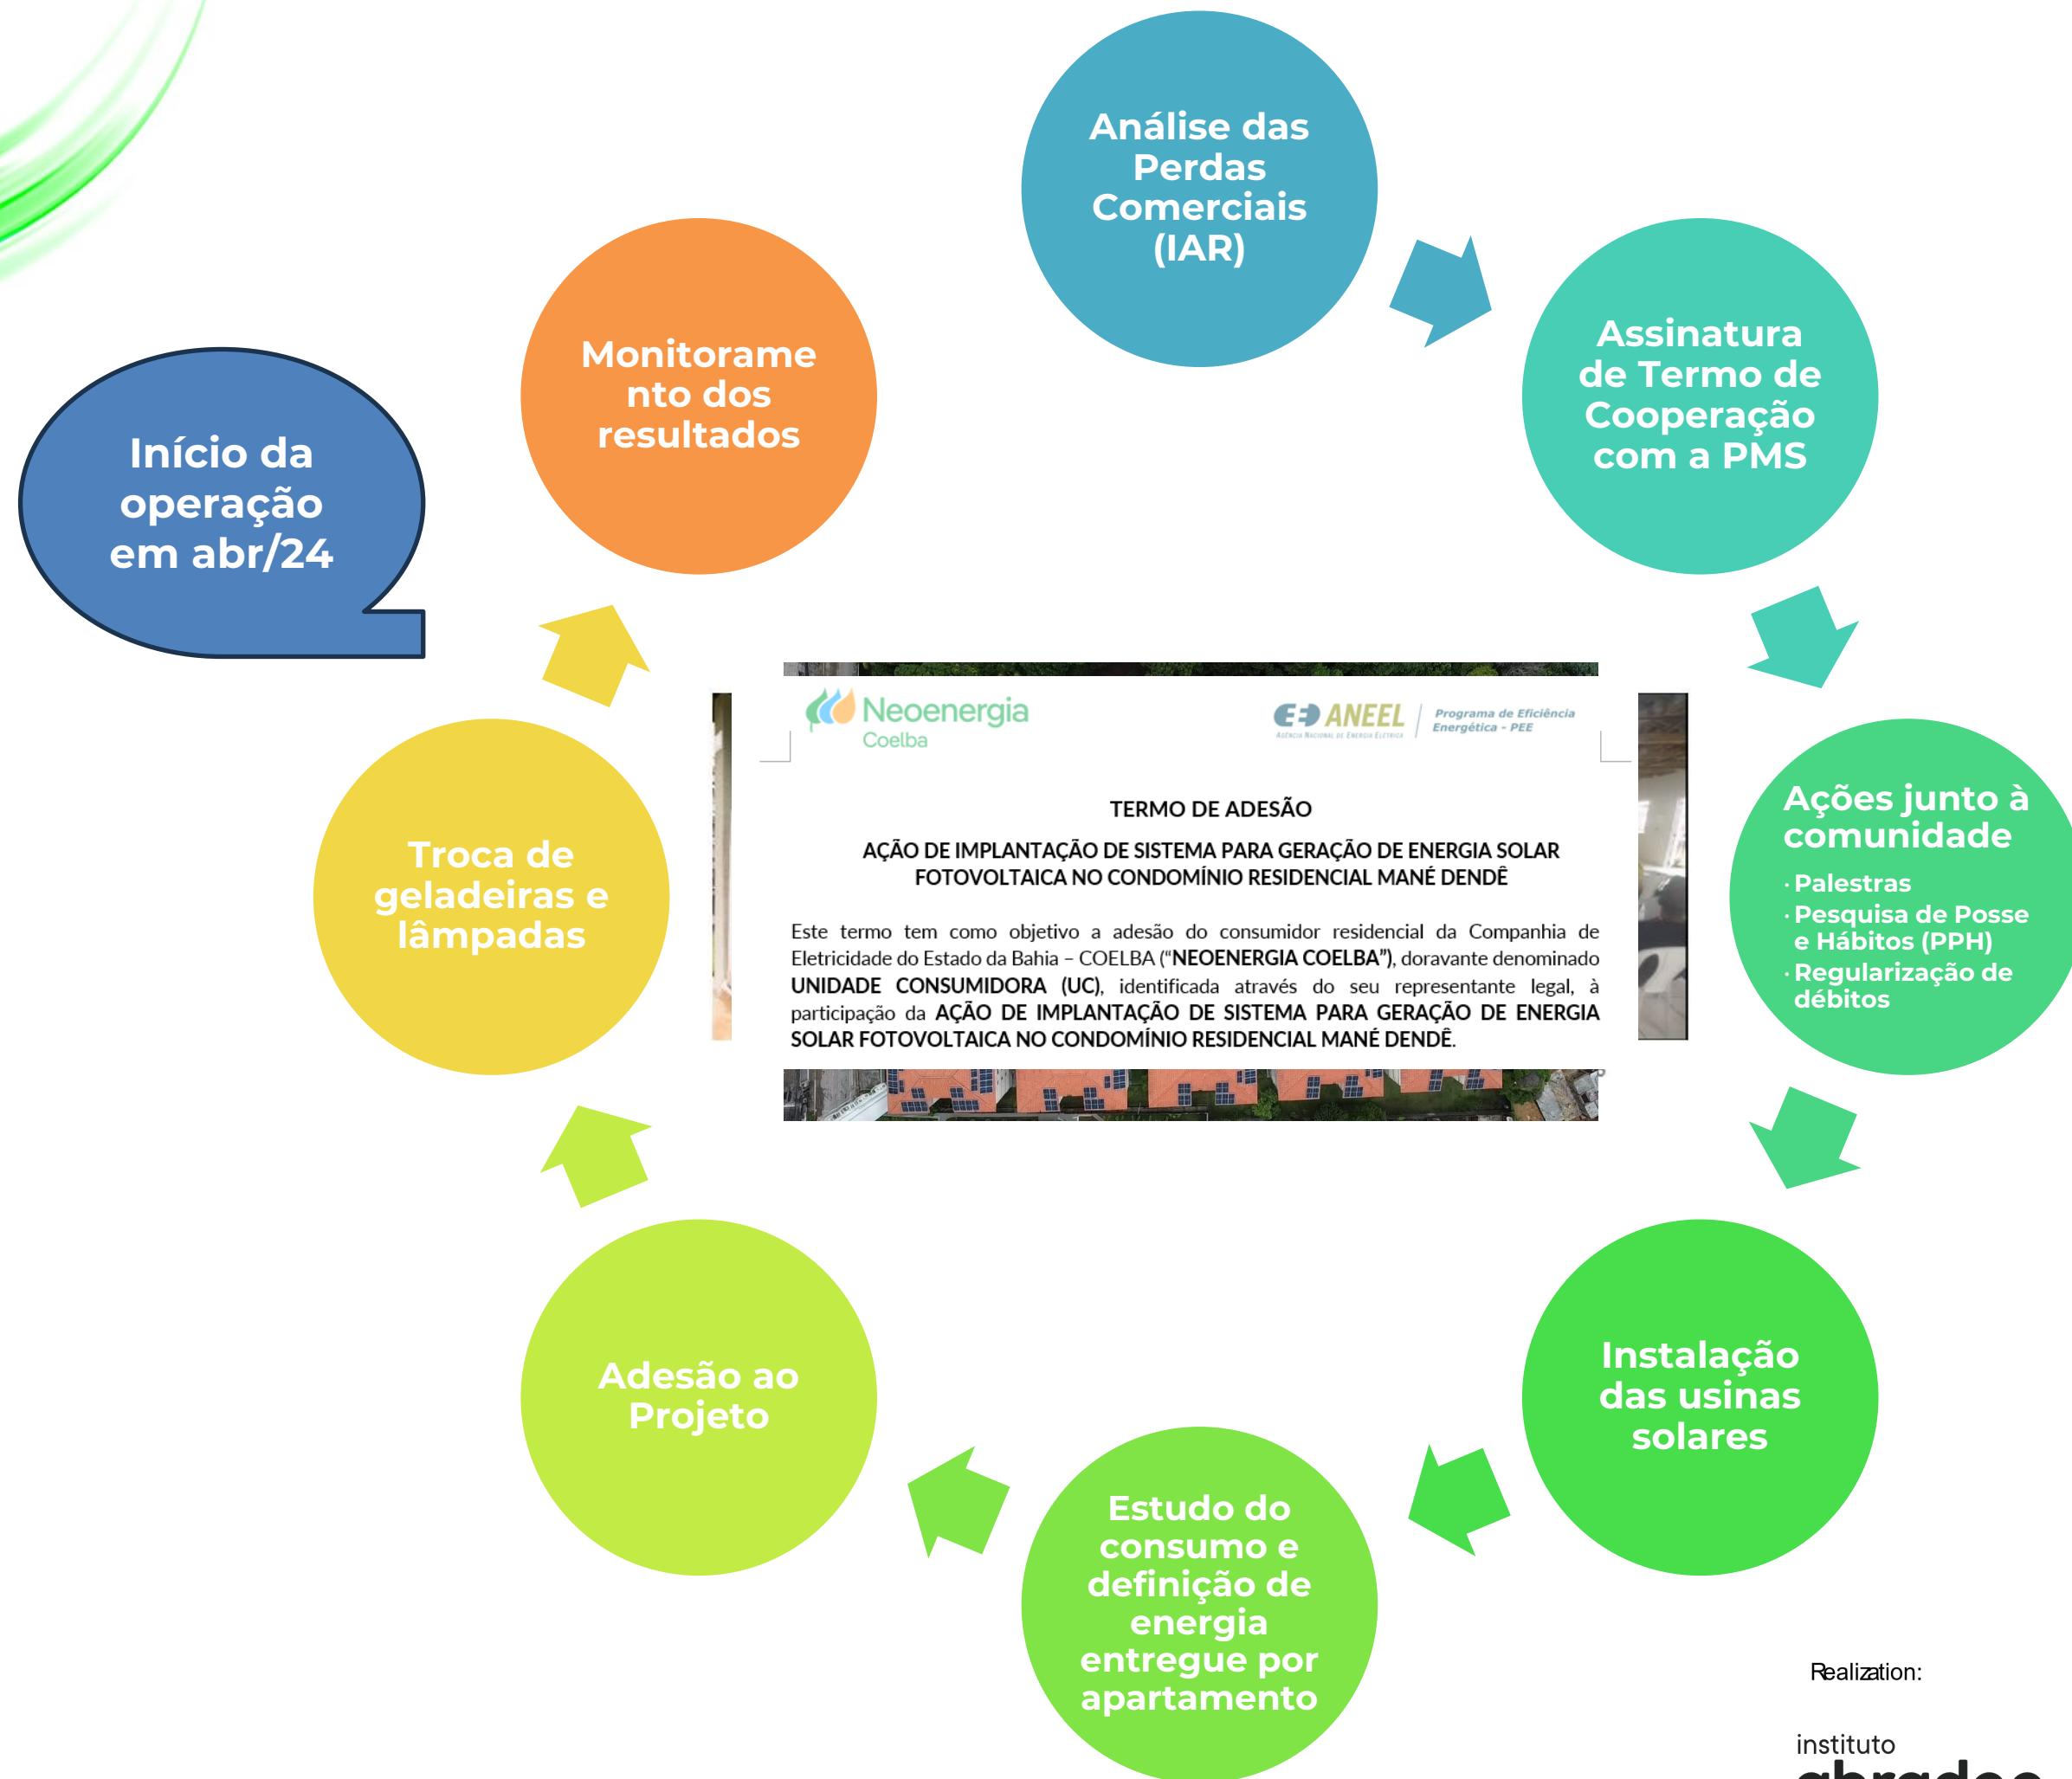 Análise das
Perdas
Comerciais
(IAR)
Assinatura
de Termo de
Cooperação
com a PMS
Ações junto à
comunidade
· Palestras
· Pesquisa de Posse
e Hábitos (PPH)
· Regularização de
débitos
Instalação
das usinas
solares
Estudo do
consumo e
definição de
energia
entregue por
apartamento
Adesão ao
Projeto
Troca de
geladeiras e
lâmpadas
Monitorame
nto dos
resultados
Início da
operação
em abr/24
Neoenergia
Coelba
ANEEL
AGÊNCIA NACIONAL DE ENERGIA ELÉTRICA
Programa de Eficiência
Energética - PEE
TERMO DE ADESÃO
AÇÃO DE IMPLANTAÇÃO DE SISTEMA PARA GERAÇÃO DE ENERGIA SOLAR
FOTOVOLTAICA NO CONDOMÍNIO RESIDENCIAL MANÉ DENDÊ
Este termo tem como objetivo a adesão do consumidor residencial da Companhia de
Eletricidade do Estado da Bahia – COELBA (“NEOENERGIA COELBA”), doravante denominado
UNIDADE CONSUMIDORA (UC), identificada através do seu representante legal, à
participação da AÇÃO DE IMPLANTAÇÃO DE SISTEMA PARA GERAÇÃO DE ENERGIA
SOLAR FOTOVOLTAICA NO CONDOMÍNIO RESIDENCIAL MANÉ DENDÊ.
Realization:
instituto
abradee